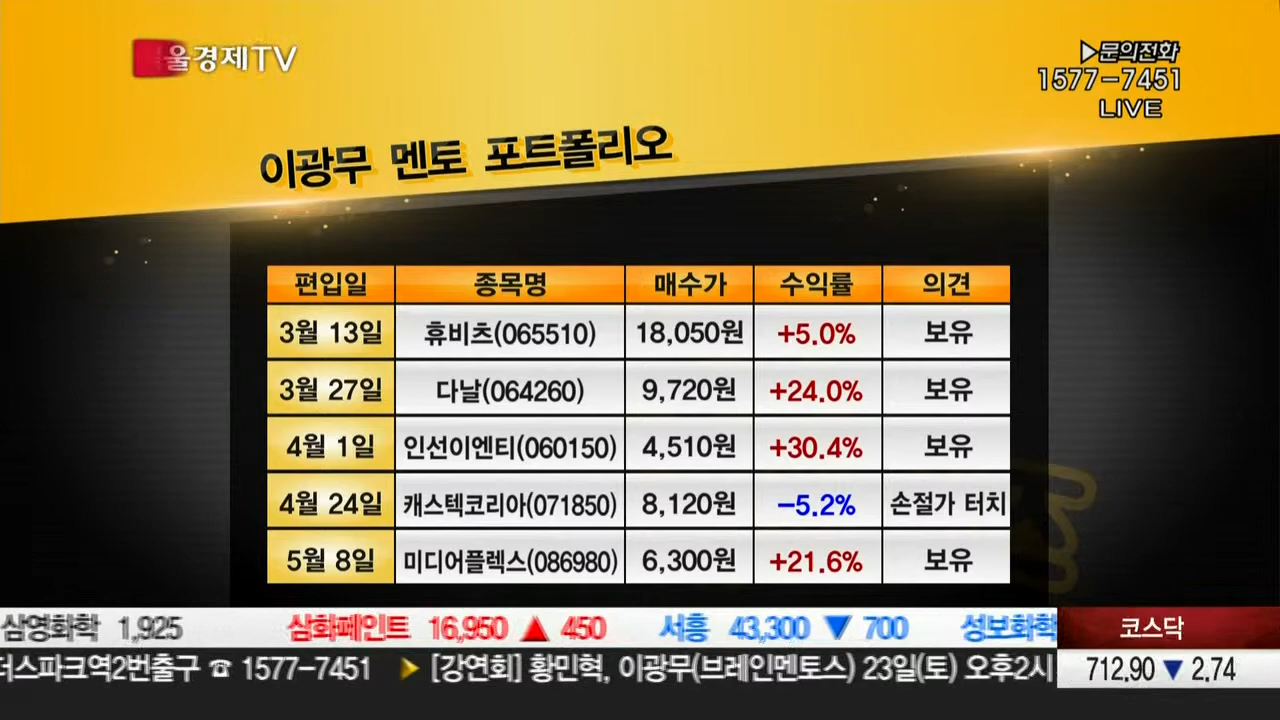 울경제TV
▶문의전화
1577-7451
LIVE
이광무 멘토 포트폴리오
편입일 종목명 매수가 수익률 의견
3월 13일 휴비츠(065510) 18,050원 +5.0% 보유
3월 27일 다날(064260) 9,720원 +24.0% 보유
4월 1일 인선이엔티(060150) 4,510원 +30.4% 보유
4월 24일 캐스텍코리아(071850) 8,120원 -5.2% 손절가 터치
5월 8일 미디어플렉스(086980) 6,300원 +21.6% 보유
삼영화학 1,925 삼화페인트 16,950 ▲ 450 서흥 43,300 ▼ 700 성보화학
코스닥
더스파크역2번출구 ☎ 1577-7451 ▶ [강연회] 황민혁, 이광무(브레인멘토스) 23일(토) 오후2시
712.90 ▼ 2.74